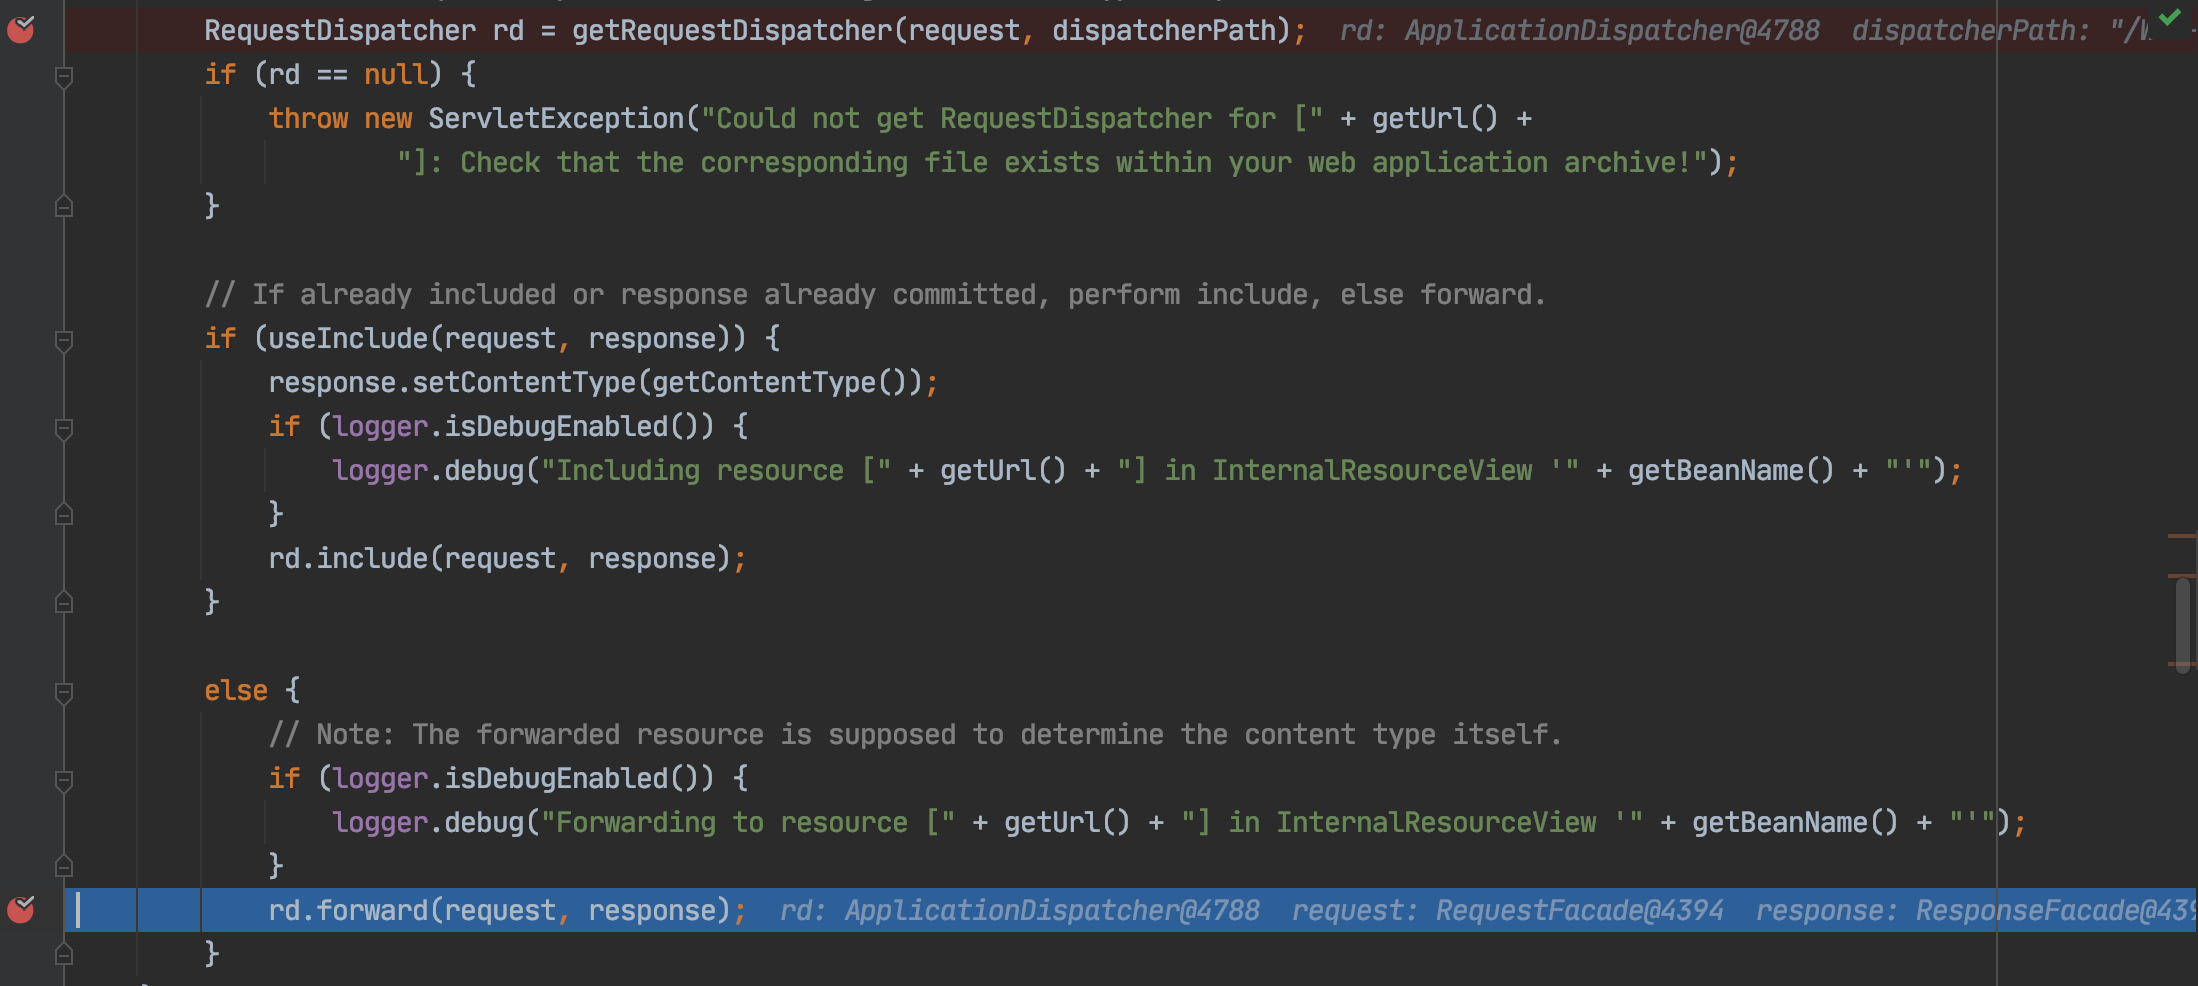 RequestDispatcher rd = getRequestDispatcher(request, dispatcherPath);  rd: ApplicationDispatcher@4788  dispatcherPath: "/
if (rd == null) {
throw new ServletException("Could not get RequestDispatcher for [" + getUrl() +
"]: Check that the corresponding file exists within your web application archive!");
}
// If already included or response already committed, perform include, else forward.
if (useInclude(request, response)) {
response.setContentType(getContentType());
if (logger.isDebugEnabled()) {
logger.debug("Including resource [" + getUrl() + "] in InternalResourceView '" + getBeanName() + "'");
}
rd.include(request, response);
}
else {
// Note: The forwarded resource is supposed to determine the content type itself.
if (logger.isDebugEnabled()) {
logger.debug("Forwarding to resource [" + getUrl() + "] in InternalResourceView '" + getBeanName() + "'");
}
rd.forward(request, response);  rd: ApplicationDispatcher@4788  request: RequestFacade@4394  response: ResponseFacade@439
}